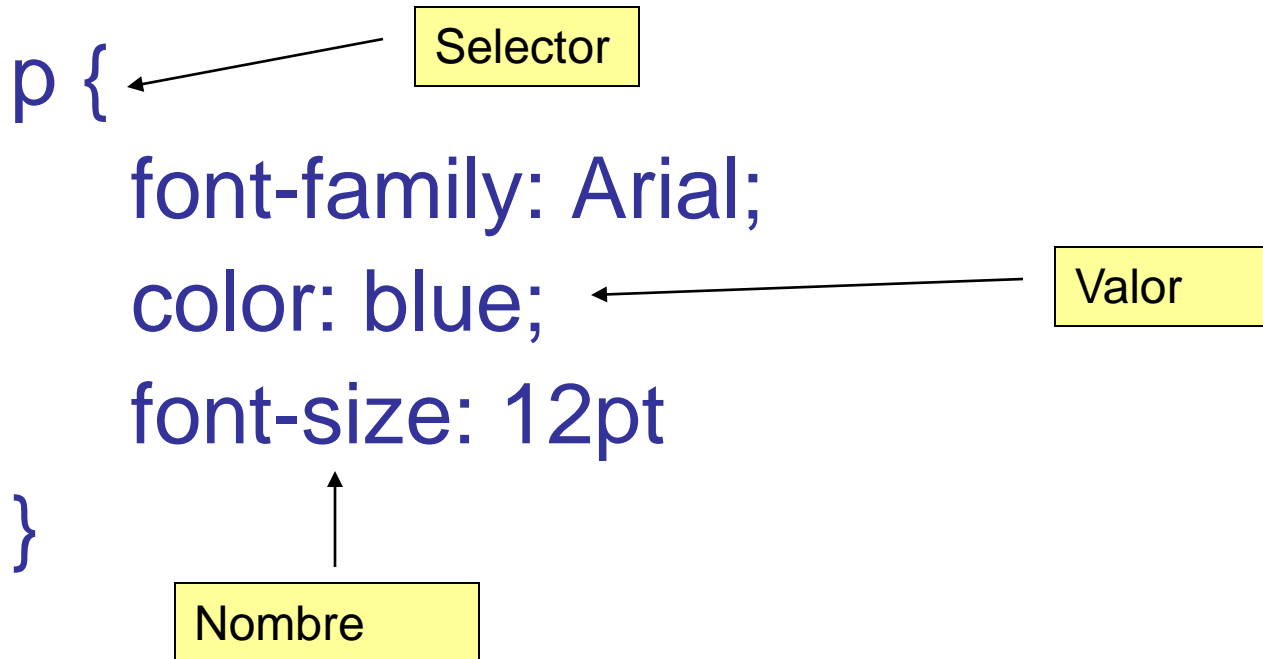 Selector
p {
font-family: Arial;
color: blue;
Valor
font-size: 12pt
}
Nombre